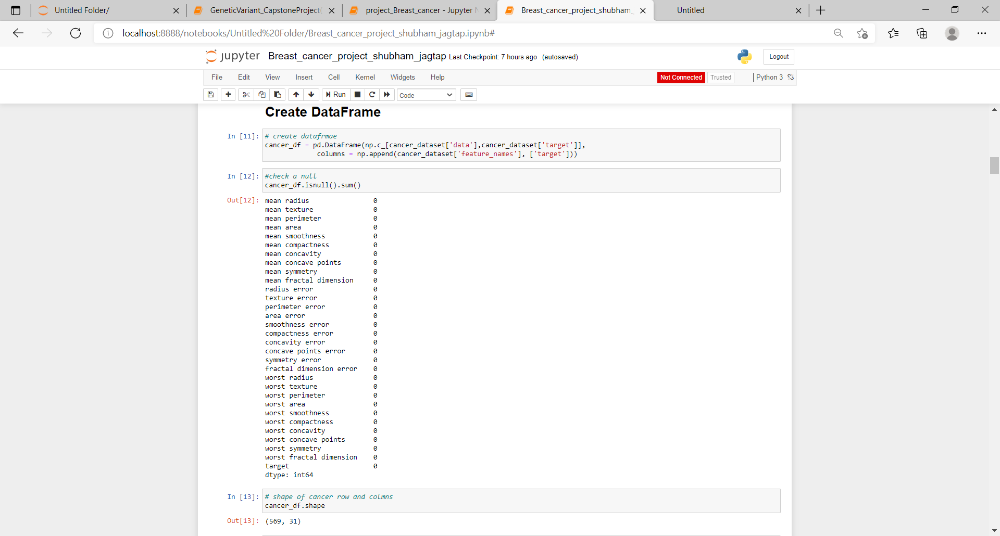 Untitled Folder/
GeneticVariant_CapstoneProject(
project_Breast_cancer - Jupyter N
Breast_cancer_project_shubham_
Untitled
localhost:8888/notebooks/Untitled%20Folder/Breast_cancer_project_shubham_jagtap.ipynb#
jupyter Breast_cancer_project_shubham_jagtap Last Checkpoint: 7 hours ago (autosaved)
Logout
File Edit View Insert Cell Kernel Widgets Help
Not Connected Trusted Python 3
Run Code
Create DataFrame
In [11]: # create datafrmae
cancer_df = pd.DataFrame(np.c_[cancer_dataset['data'],cancer_dataset['target']],
columns = np.append(cancer_dataset['feature_names'], ['target']))
In [12]: #check a null
cancer_df.isnull().sum()
Out[12]: mean radius 0
mean texture 0
mean perimeter 0
mean area 0
mean smoothness 0
mean compactness 0
mean concavity 0
mean concave points 0
mean symmetry 0
mean fractal dimension 0
radius error 0
texture error 0
perimeter error 0
area error 0
smoothness error 0
compactness error 0
concavity error 0
concave points error 0
symmetry error 0
fractal dimension error 0
worst radius 0
worst texture 0
worst perimeter 0
worst area 0
worst smoothness 0
worst compactness 0
worst concavity 0
worst concave points 0
worst symmetry 0
worst fractal dimension 0
target 0
dtype: int64
In [13]: # shape of cancer row and colmns
cancer_df.shape
Out[13]: (569, 31)